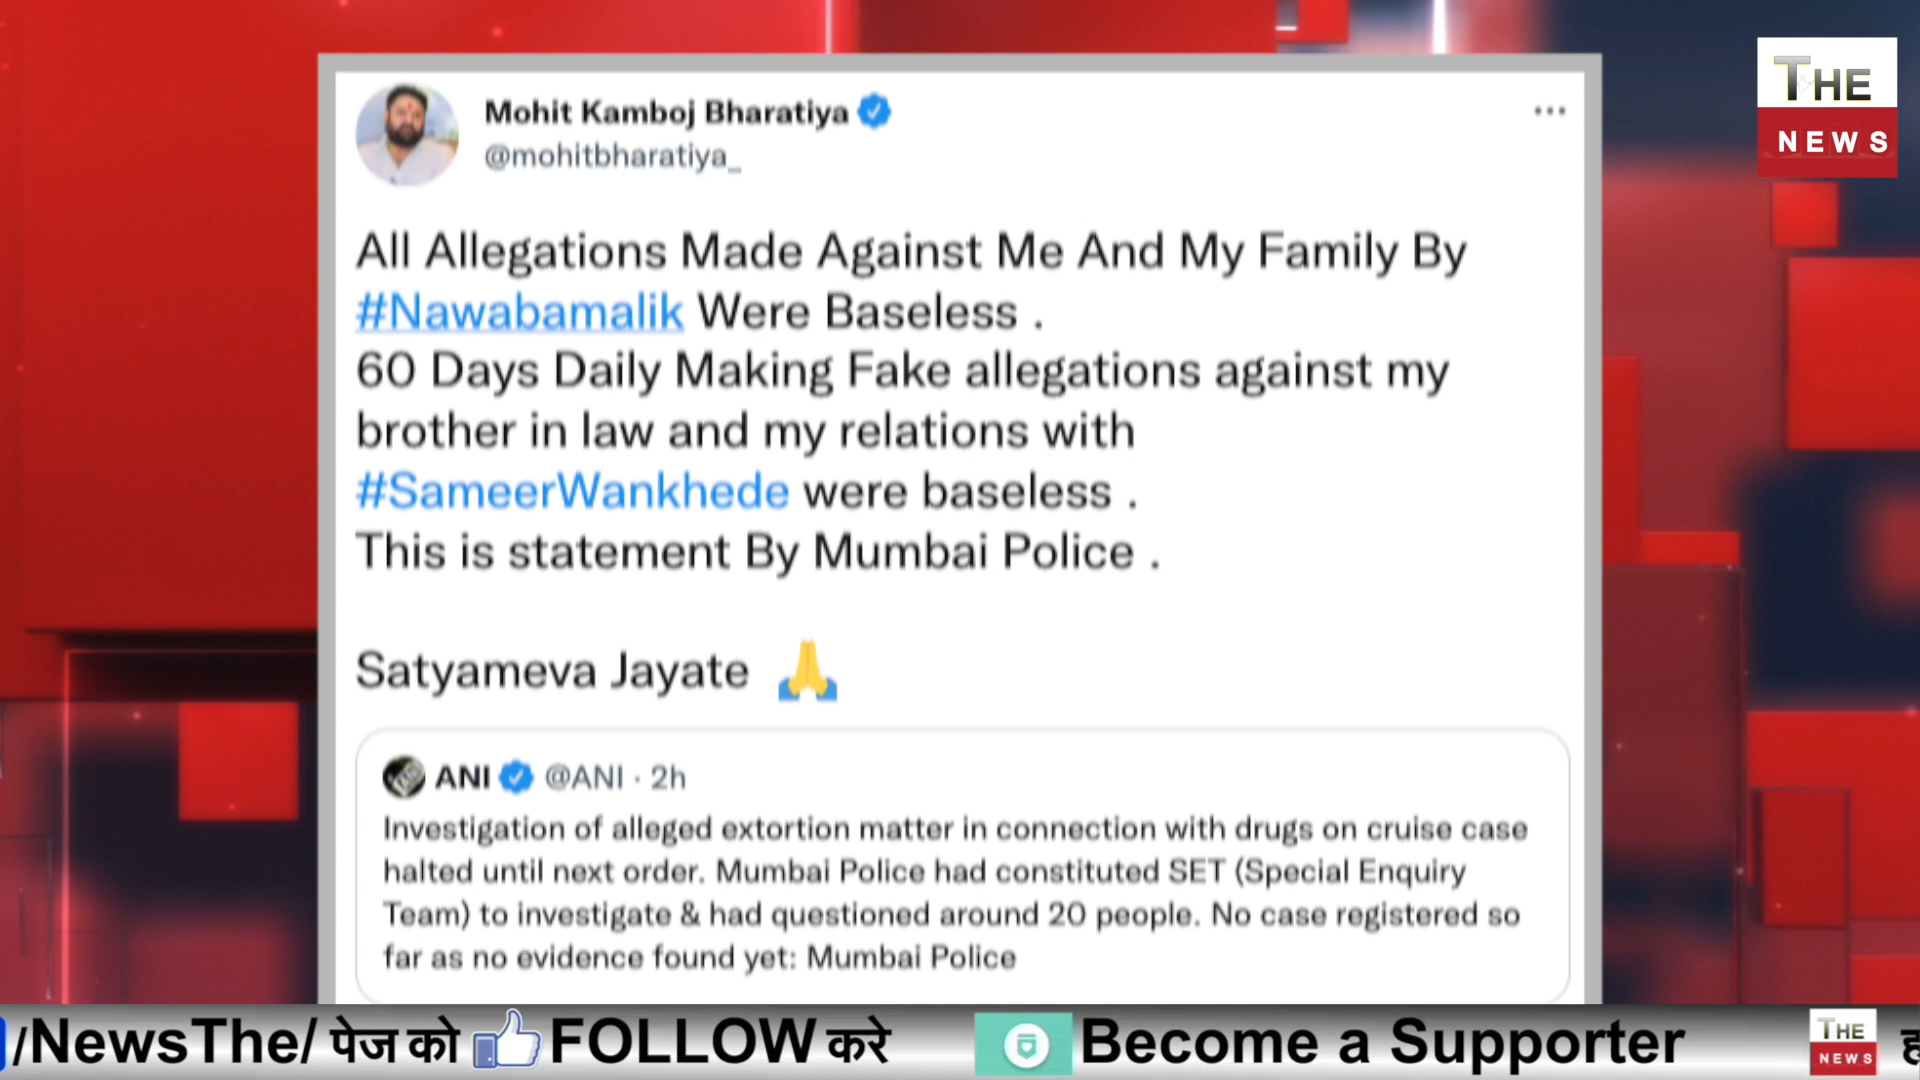 THE
NEWS
Mohit Kamboj Bharatiya
@mohitbharatiya_
All Allegations Made Against Me And My Family By
#Nawabamalik Were Baseless .
60 Days Daily Making Fake allegations against my
brother in law and my relations with
#SameerWankhede were baseless .
This is statement By Mumbai Police .
Satyameva Jayate 🙏
ANI @ANI · 2h
Investigation of alleged extortion matter in connection with drugs on cruise case
halted until next order. Mumbai Police had constituted SET (Special Enquiry
Team) to investigate & had questioned around 20 people. No case registered so
far as no evidence found yet: Mumbai Police
/NewsThe/ पेज को FOLLOW करे Become a Supporter THE NEWS